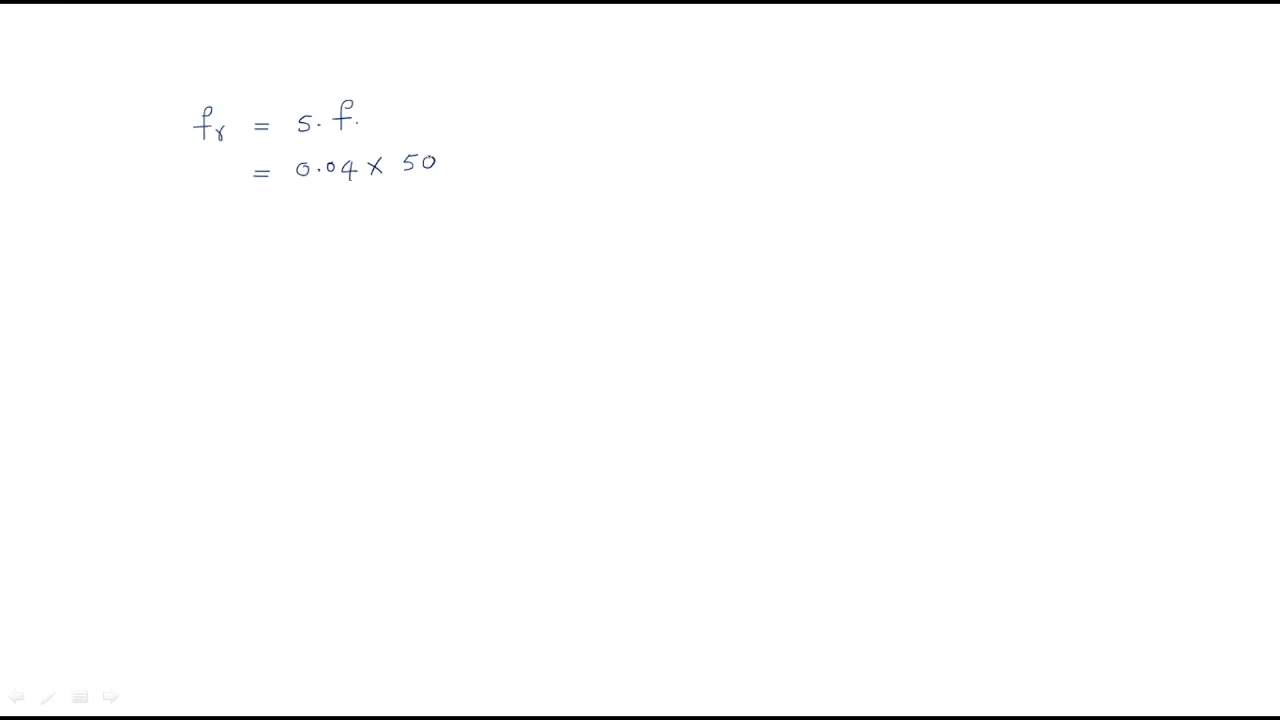 fr = s. f.
= 0.04 × 50